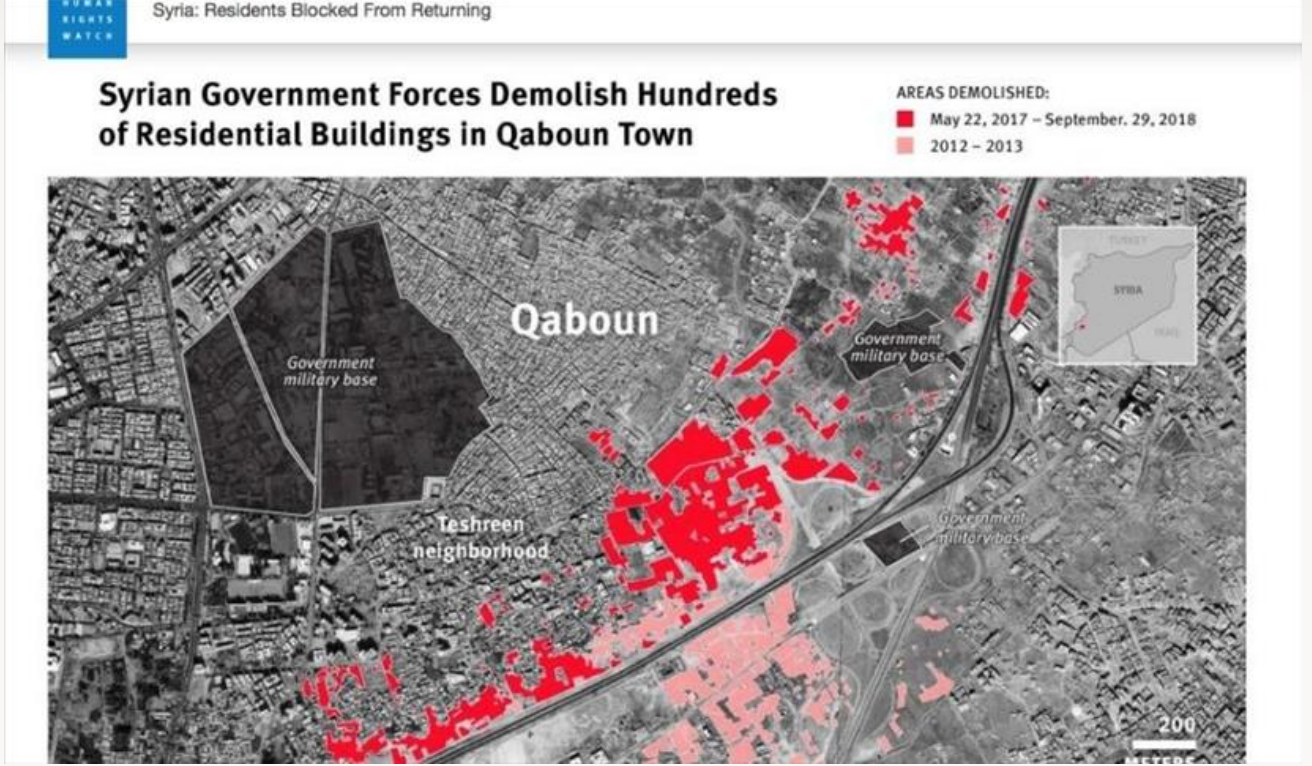 HUMAN
RIGHTS
WATCH
Syria: Residents Blocked From Returning
Syrian Government Forces Demolish Hundreds
of Residential Buildings in Qaboun Town
AREAS DEMOLISHED:
May 22, 2017 – September. 29, 2018
2012 – 2013
TURKEY
SYRIA
IRAQ
Qaboun
Government
military base
Government
military base
Teshreen
neighborhood
Government
military base
200
METERS